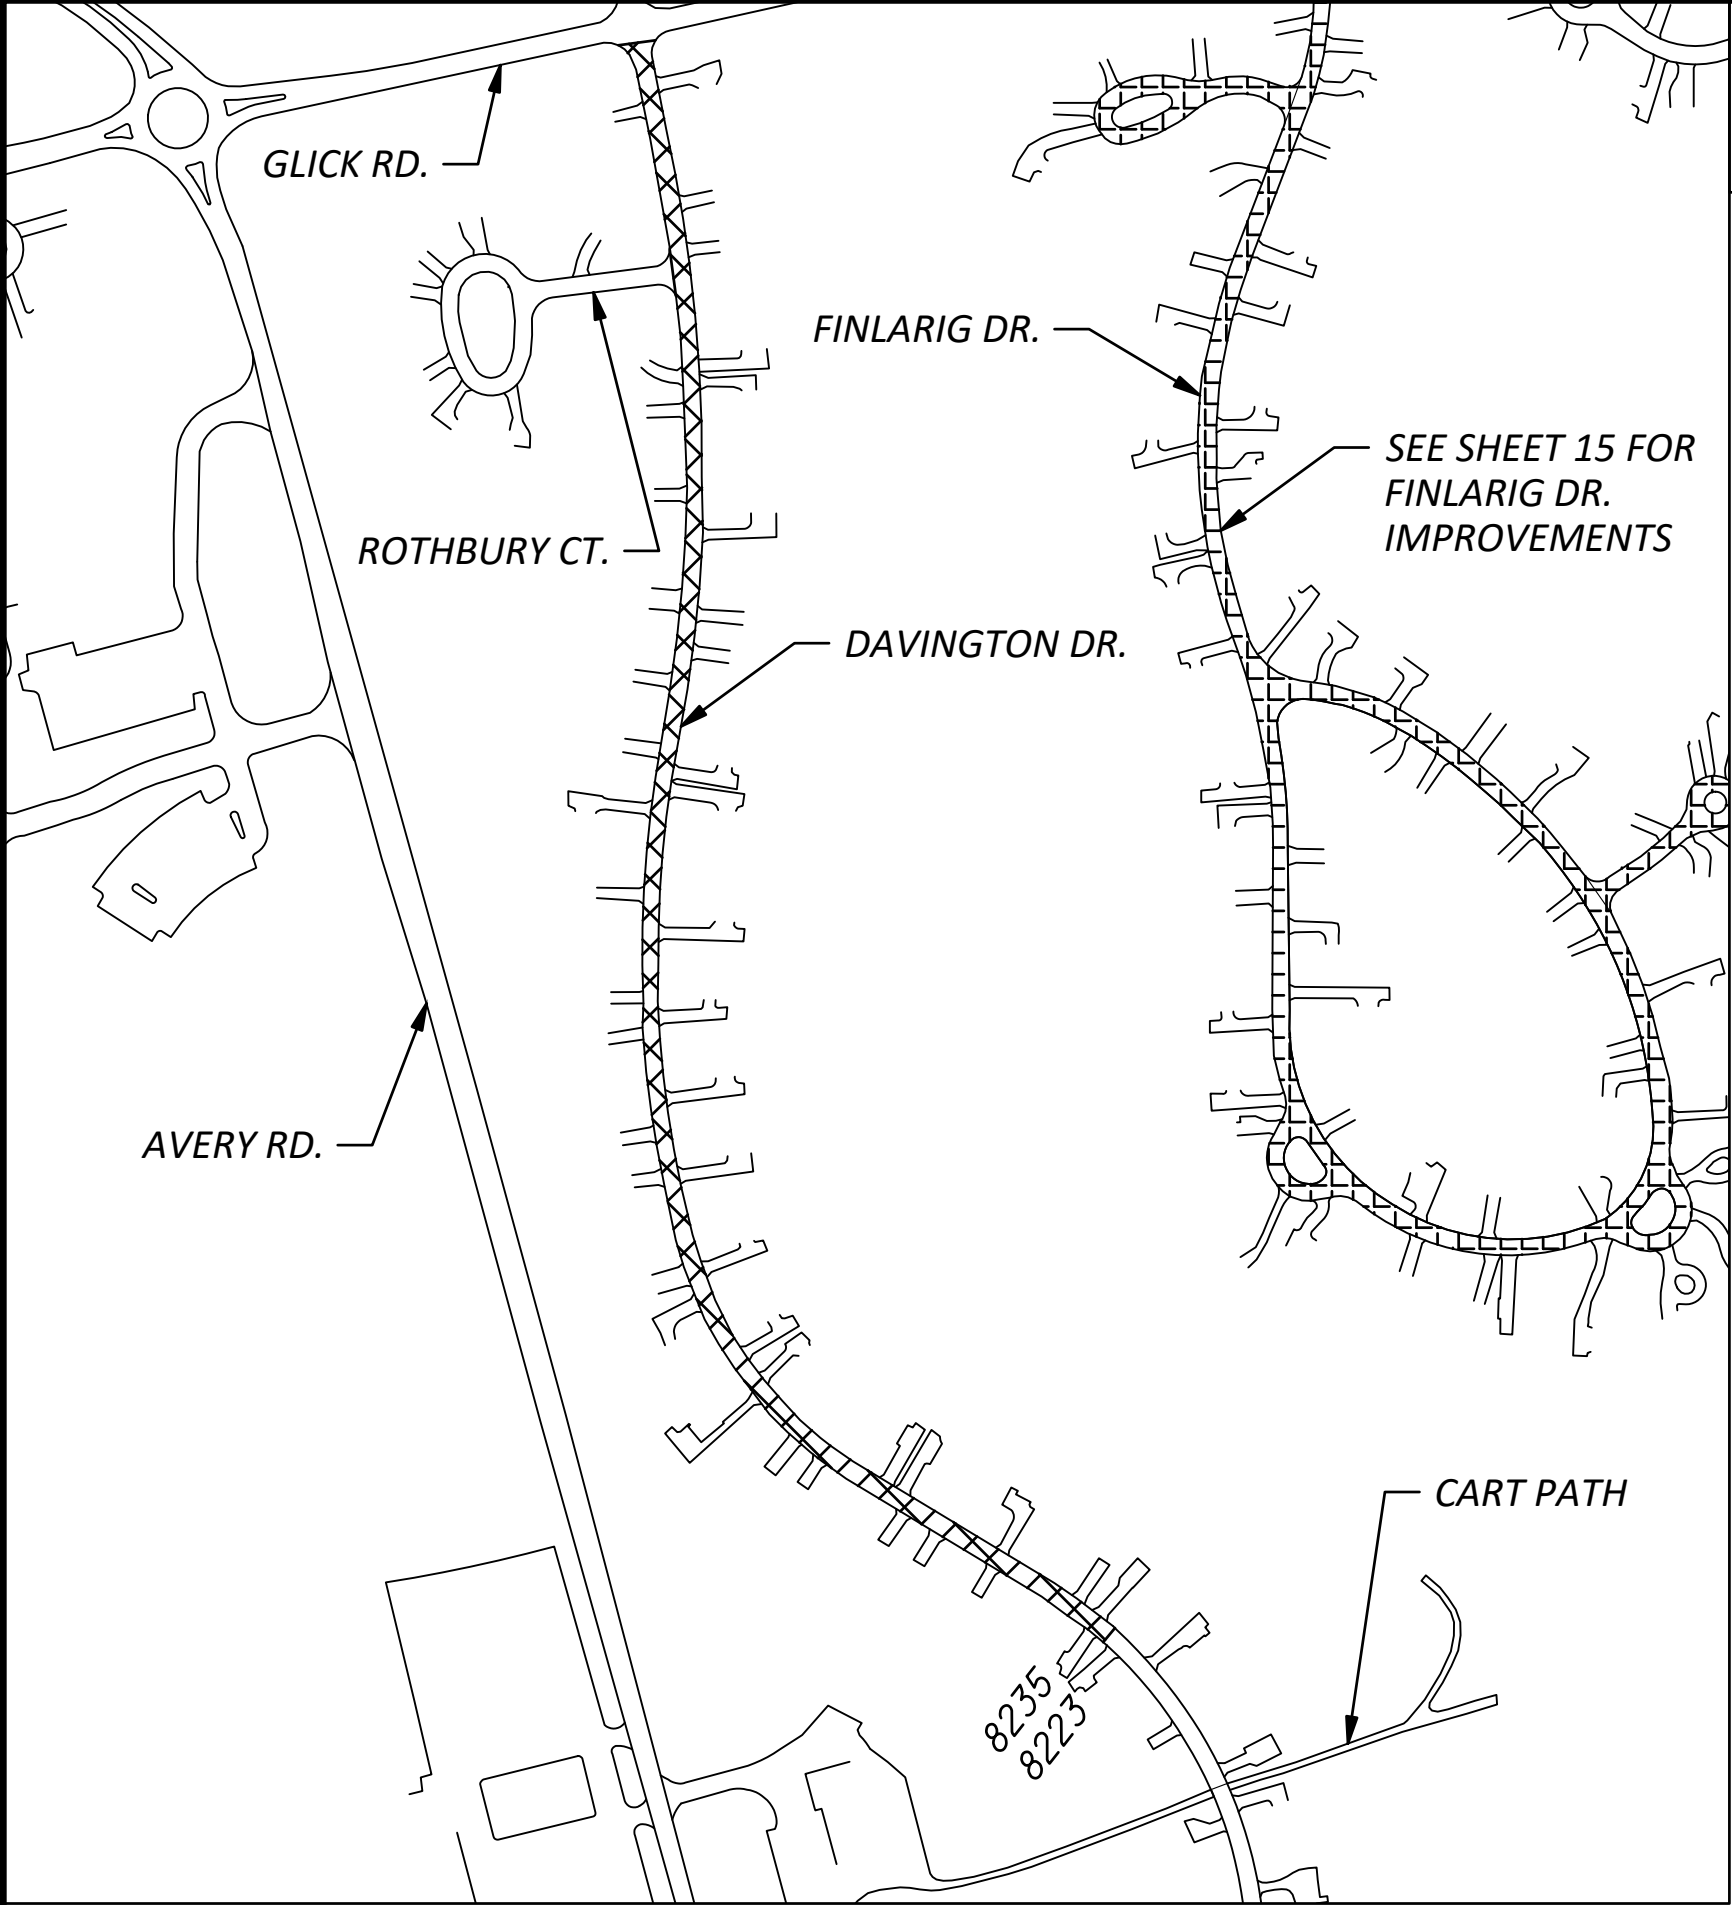 GLICK RD.
FINLARIG DR.
SEE SHEET 15 FOR
FINLARIG DR.
IMPROVEMENTS
ROTHBURY CT.
DAVINGTON DR.
AVERY RD.
CART PATH
8235
8223